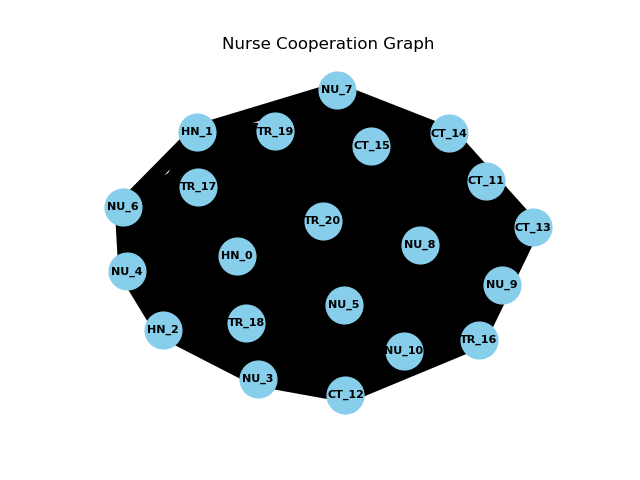 Nurse Cooperation Graph
NU_7
HN_1
TR_19
CT_14
CT_15
CT_11
TR_17
NU_6
TR_20
CT_13
NU_8
HN_0
NU_4
NU_9
NU_5
TR_18
HN_2
TR_16
NU_10
NU_3
CT_12